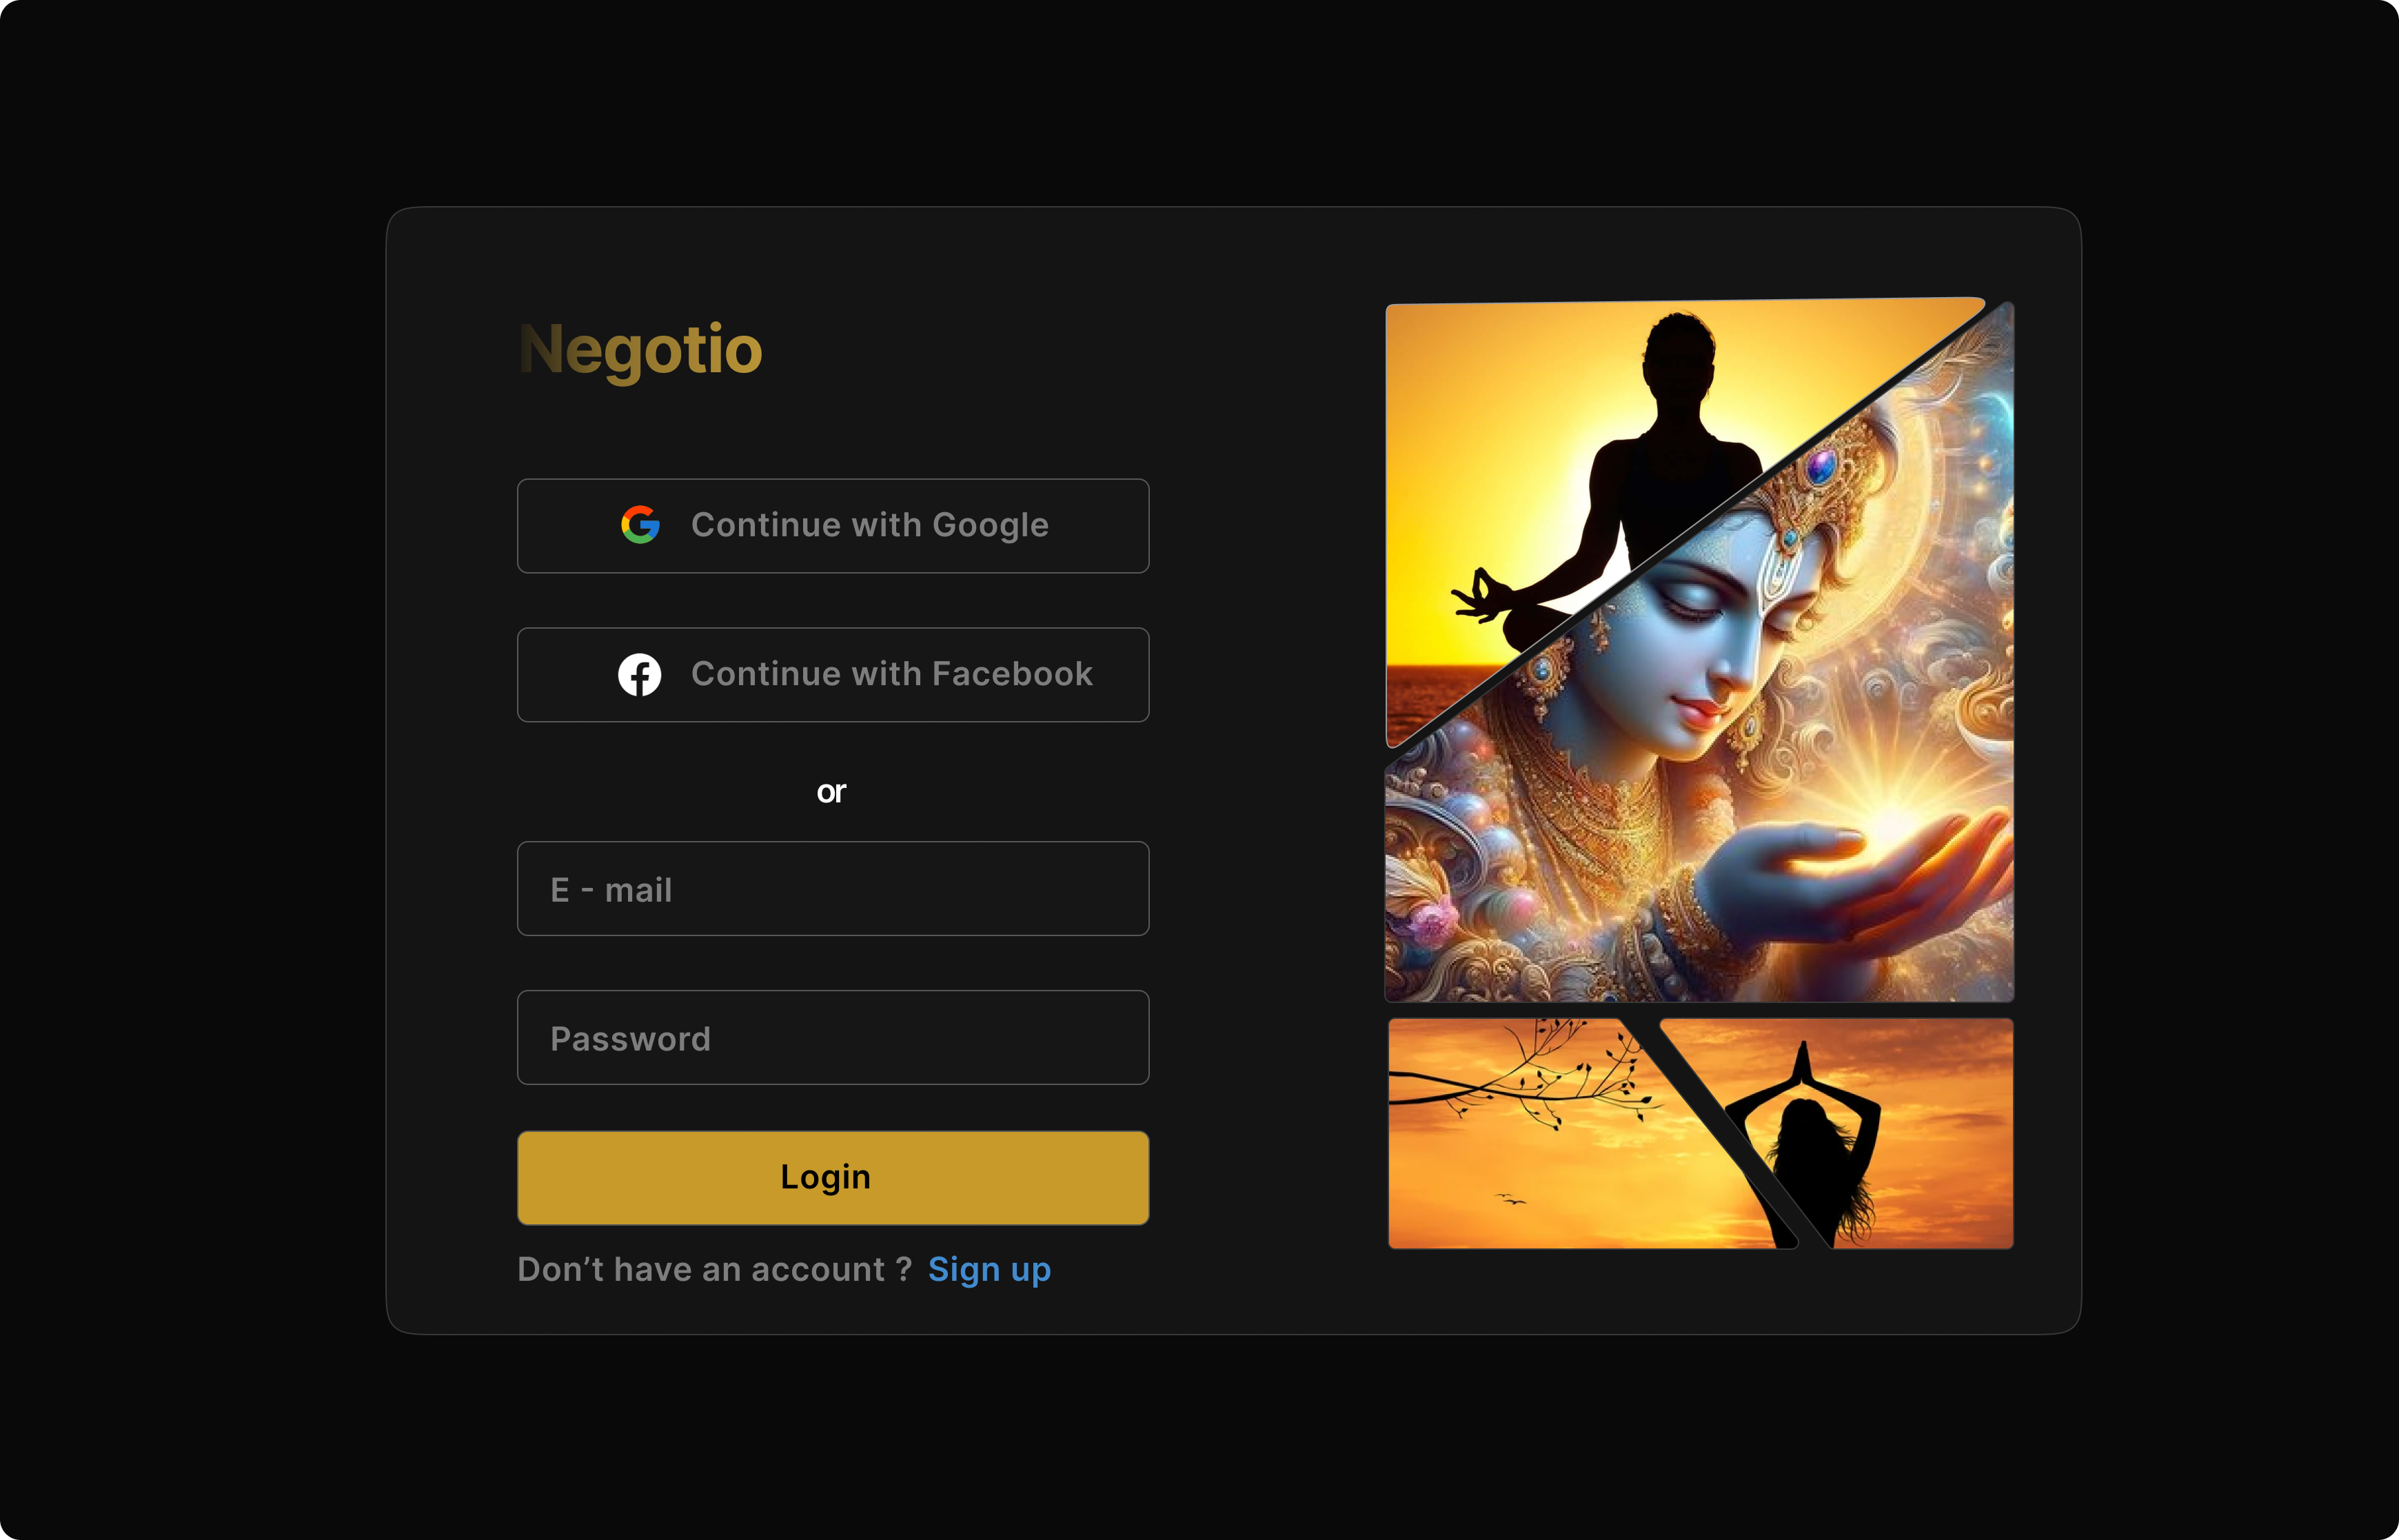 Negotio
Continue with Google
Continue with Facebook
or
E - mail
Password
Login
Don’t have an account ? Sign up